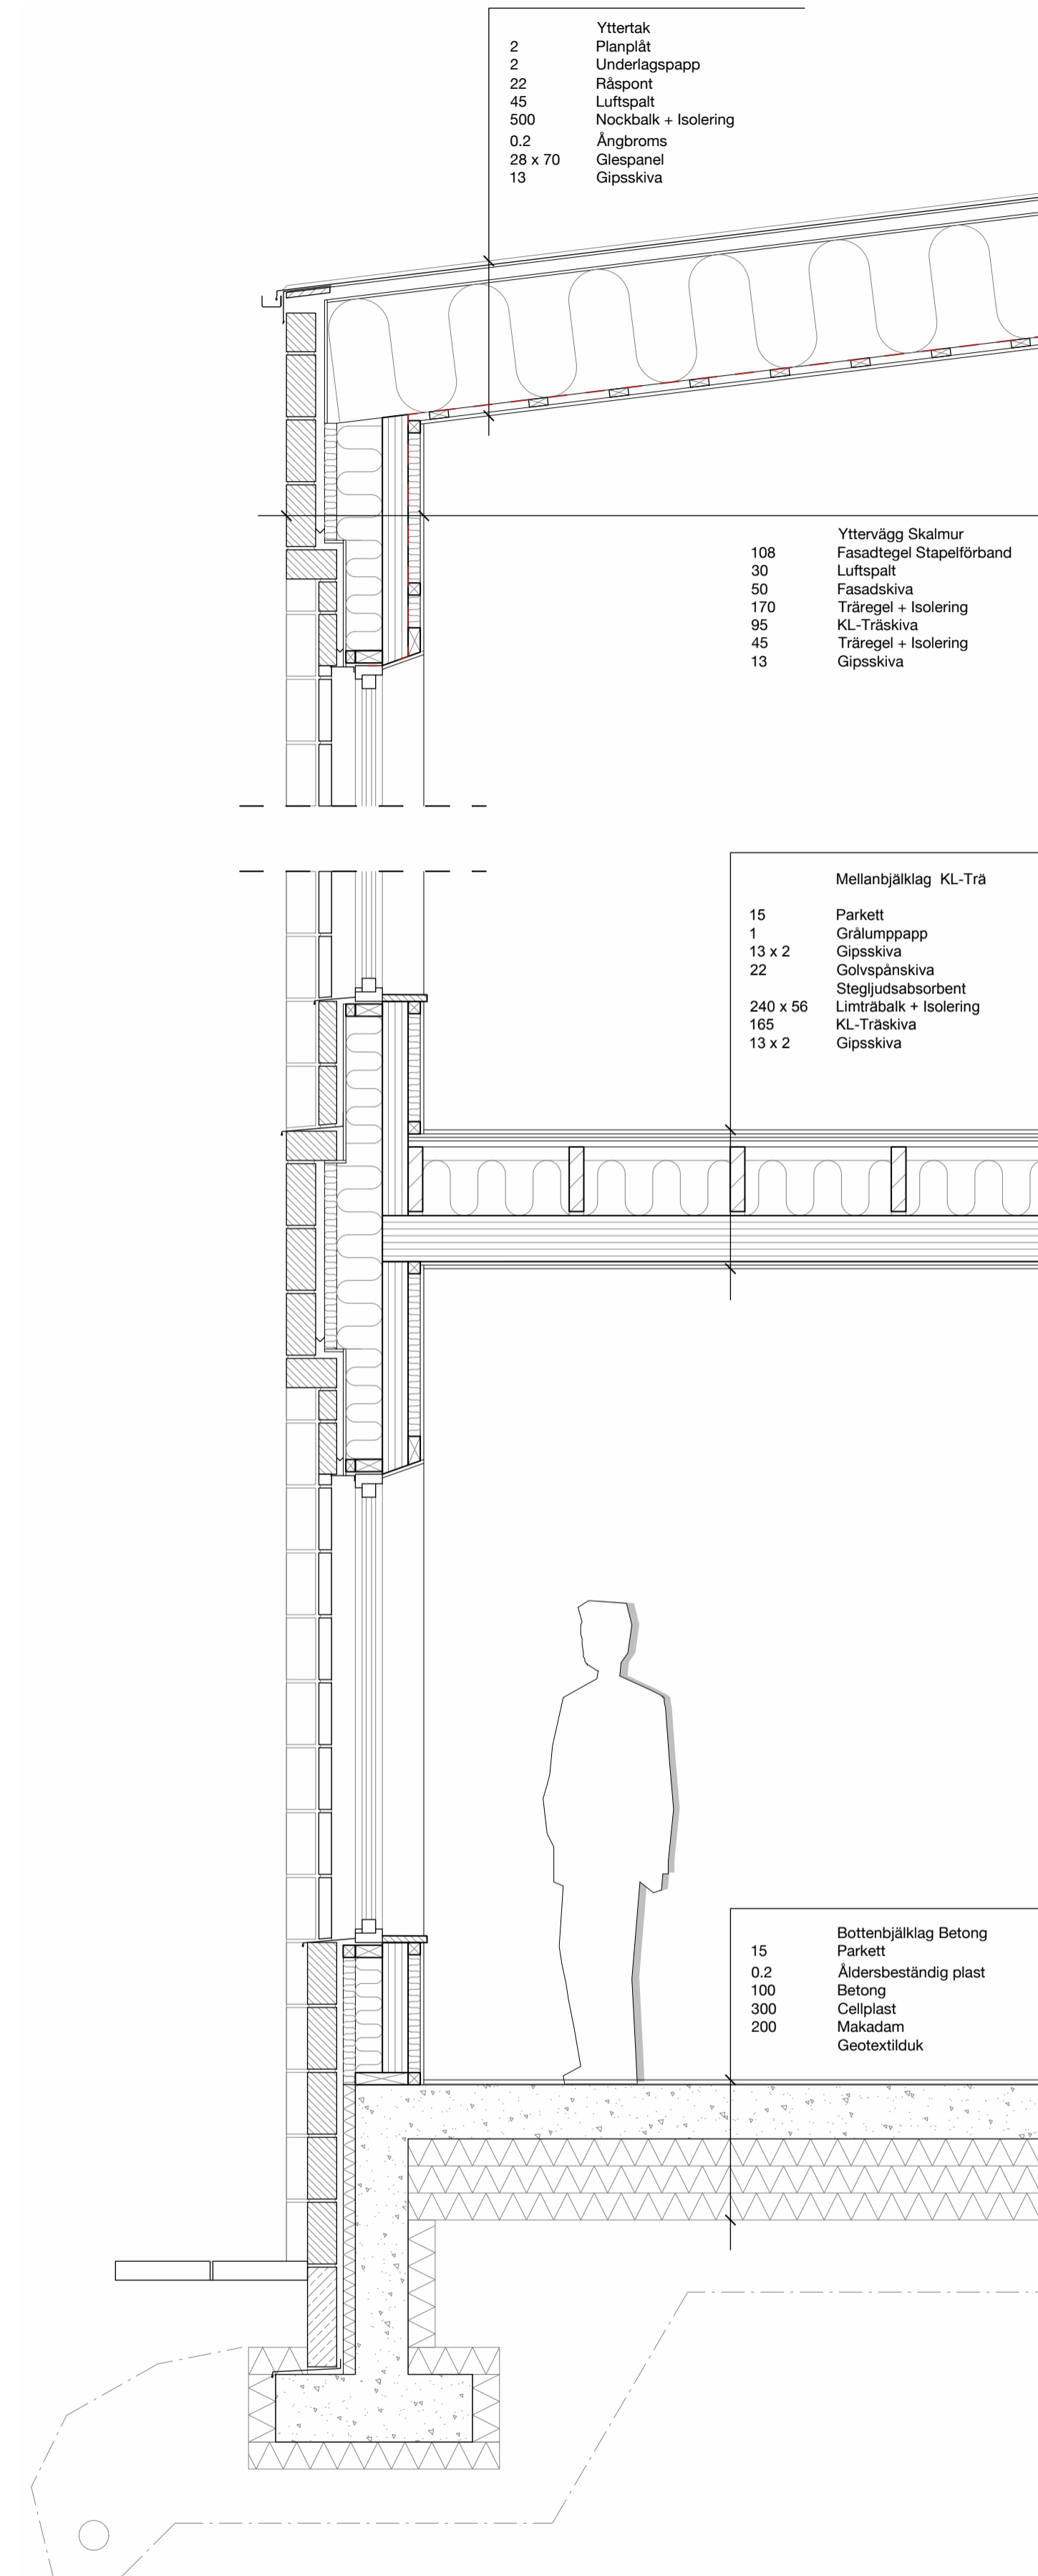 Yttertak
2 Planplåt
2 Underlagspapp
22 Råspont
45 Luftspalt
500 Nockbalk + Isolering
0.2 Ångbroms
28 x 70 Glespanel
13 Gipsskiva
Yttervägg Skalmur
108 Fasadtegel Stapelförband
30 Luftspalt
50 Fasadskiva
170 Träregel + Isolering
95 KL-Träskiva
45 Träregel + Isolering
13 Gipsskiva
Mellanbjälklag KL-Trä
15 Parkett
1 Grålumppapp
13 x 2 Gipsskiva
22 Golvspånskiva
Stegljudsabsorbent
240 x 56 Limträbalk + Isolering
165 KL-Träskiva
13 x 2 Gipsskiva
Bottenbjälklag Betong
15 Parkett
0.2 Åldersbeständig plast
100 Betong
300 Cellplast
200 Makadam
Geotextilduk